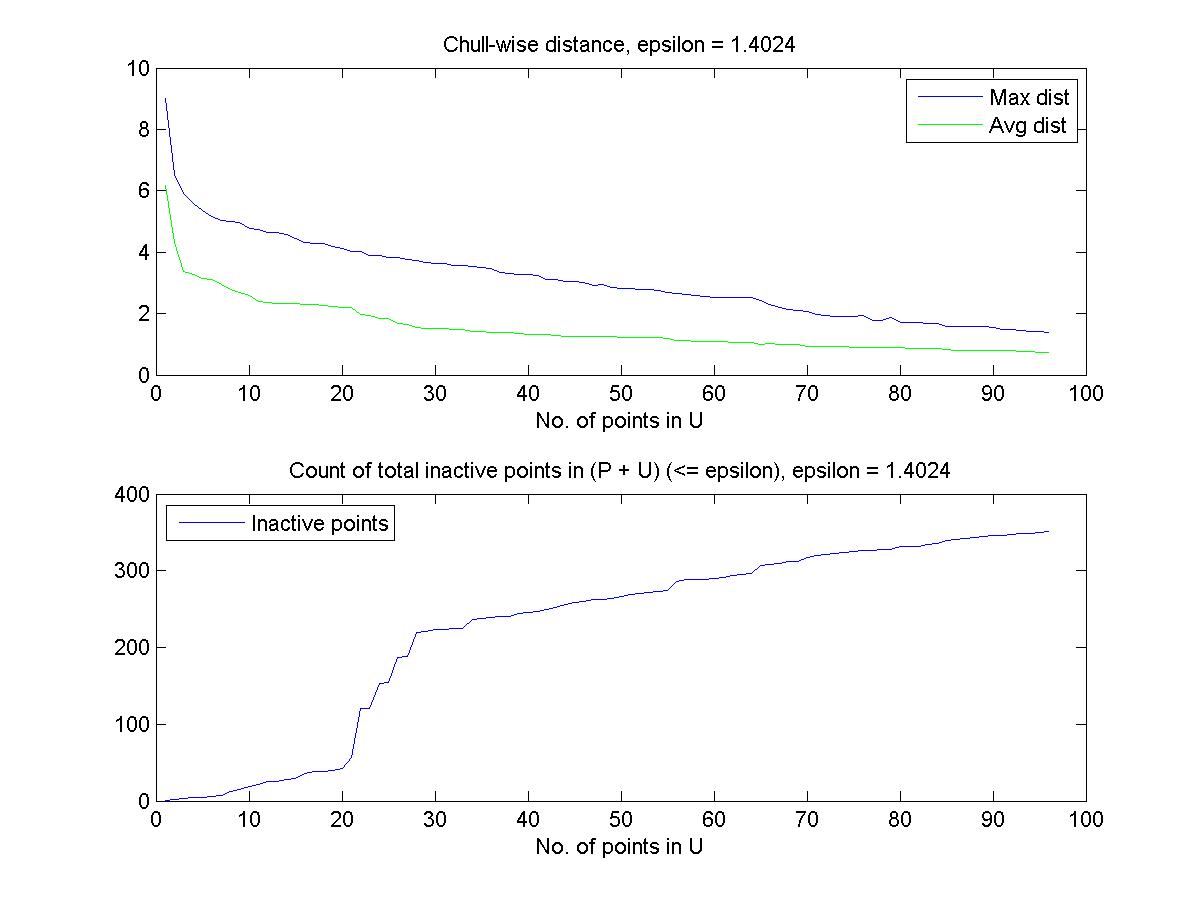 Chull-wise distance, epsilon = 1.4024
10
8
6
4
2
0
Max dist
Avg dist
0 10 20 30 40 50 60 70 80 90 100
No. of points in U
Count of total inactive points in (P + U) (<= epsilon), epsilon = 1.4024
400
300
200
100
0
Inactive points
0 10 20 30 40 50 60 70 80 90 100
No. of points in U